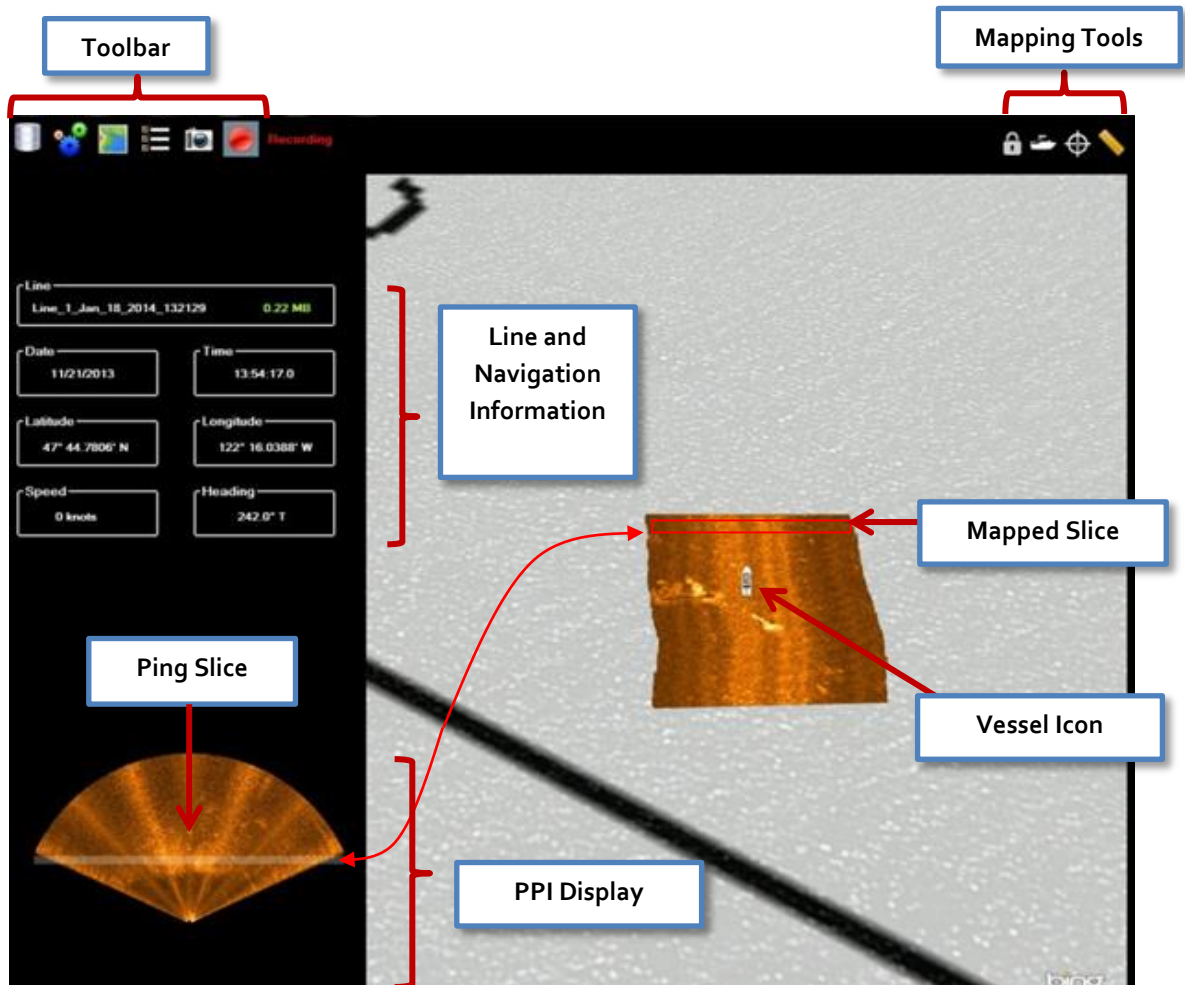 Toolbar
Mapping Tools
Recording
Line
Line_1_Jan_18_2014_132129 0.22 MB
Date
11/21/2013
Time
13:54:17.0
Latitude
47° 44.7806' N
Longitude
122° 16.0388' W
Speed
0 knots
Heading
242.0° T
Line and
Navigation
Information
Mapped Slice
Ping Slice
Vessel Icon
PPI Display
bing